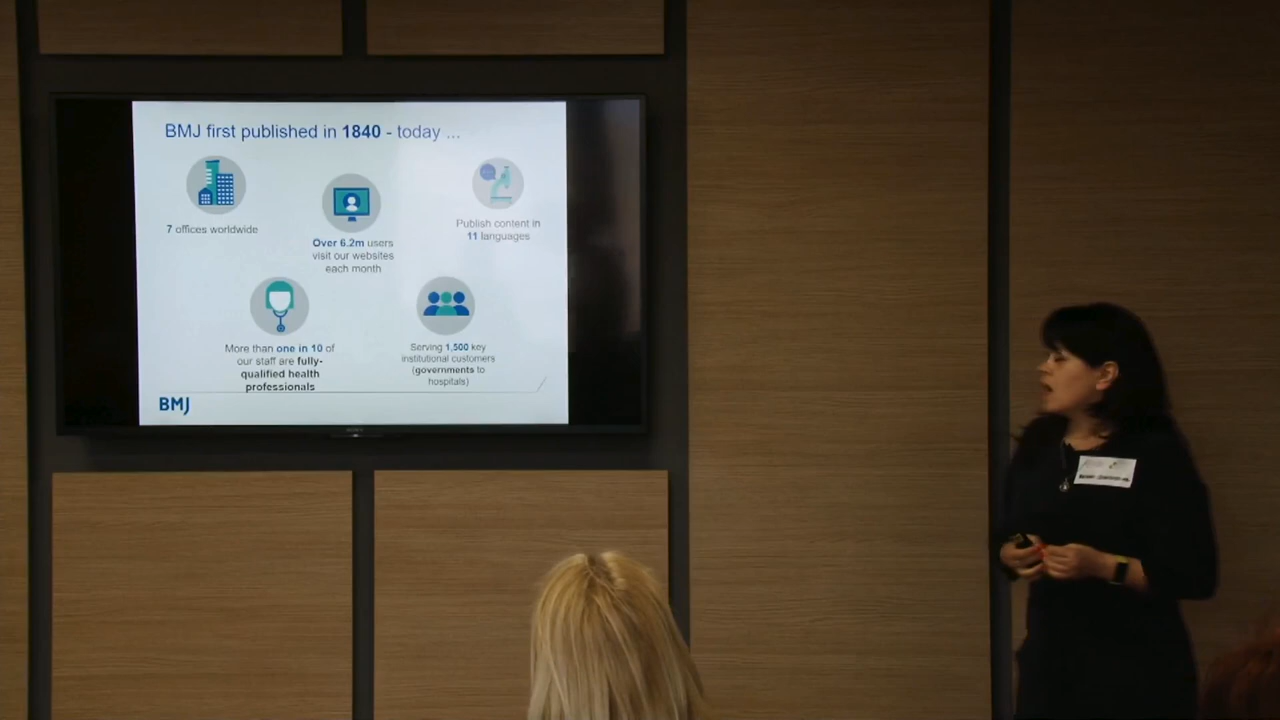 BMJ first published in 1840 - today ...
7 offices worldwide
Over 6.2m users
visit our websites
each month
Publish content in
11 languages
More than one in 10 of
our staff are fully-
qualified health
professionals
Serving 1,500 key
institutional customers
(governments to
hospitals)
BMJ